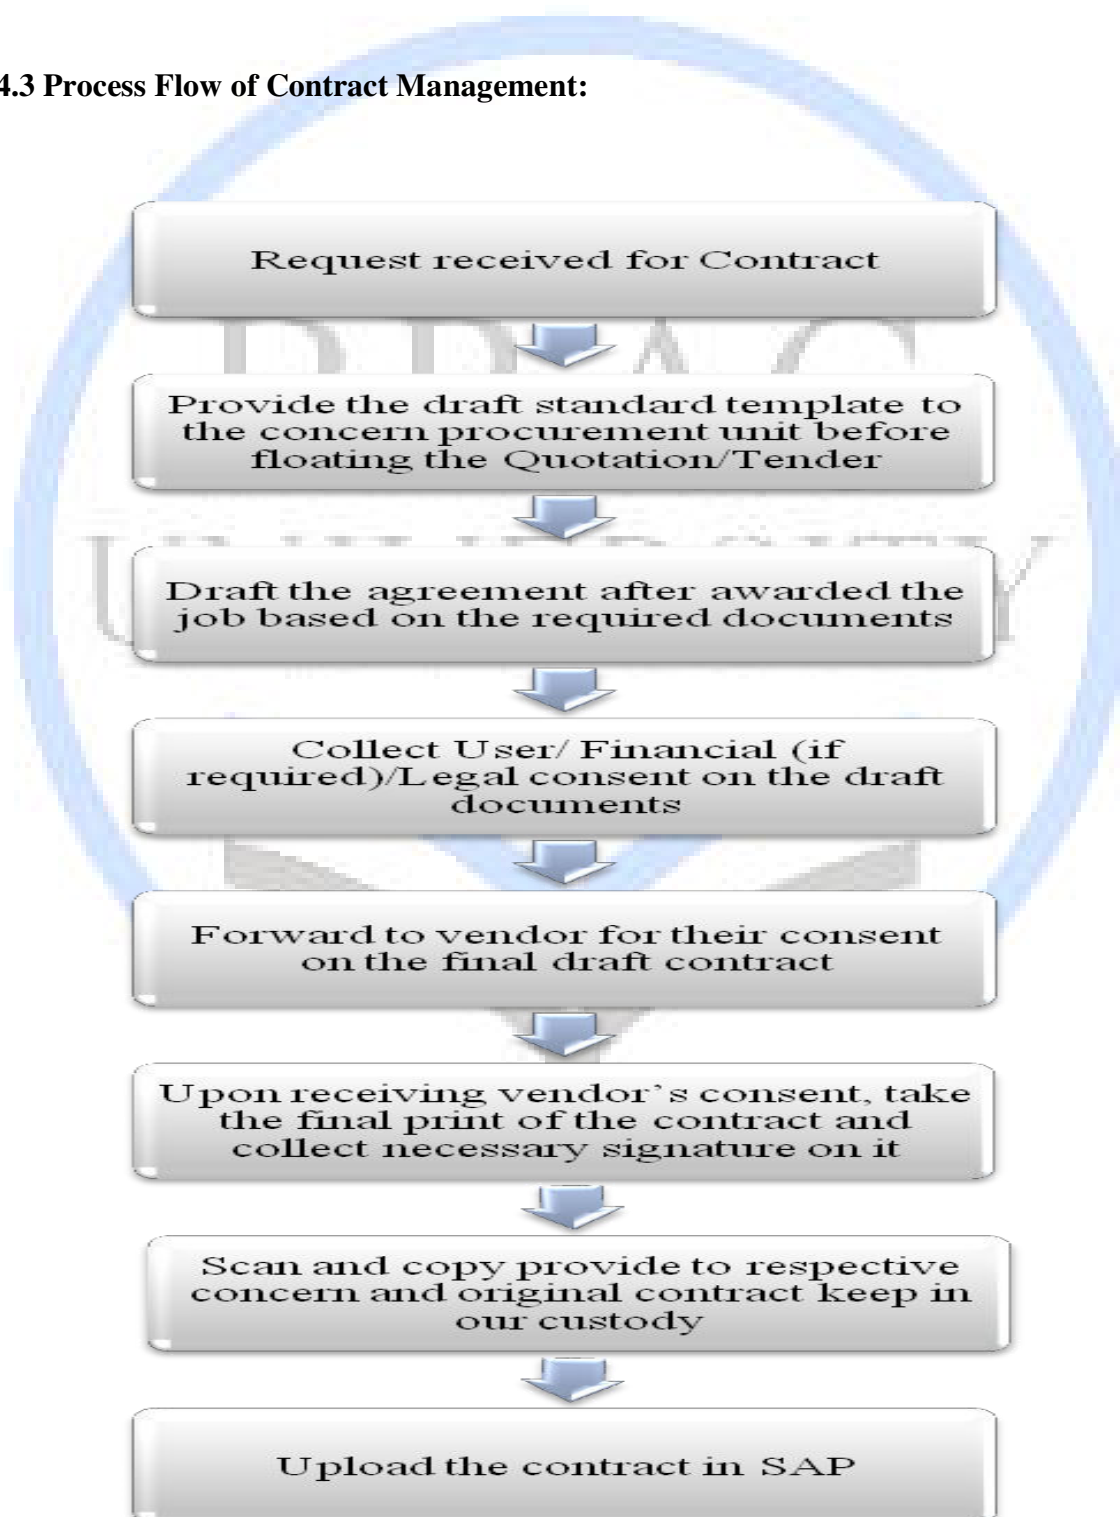 4.3 Process Flow of Contract Management:
Request received for Contract
Provide the draft standard template to
the concern procurement unit before
floating the Quotation/Tender
Draft the agreement after awarded the
job based on the required documents
Collect User/ Financial (if
required)/Legal consent on the draft
documents
Forward to vendor for their consent
on the final draft contract
Upon receiving vendor’s consent, take
the final print of the contract and
collect necessary signature on it
Scan and copy provide to respective
concern and original contract keep in
our custody
Upload the contract in SAP